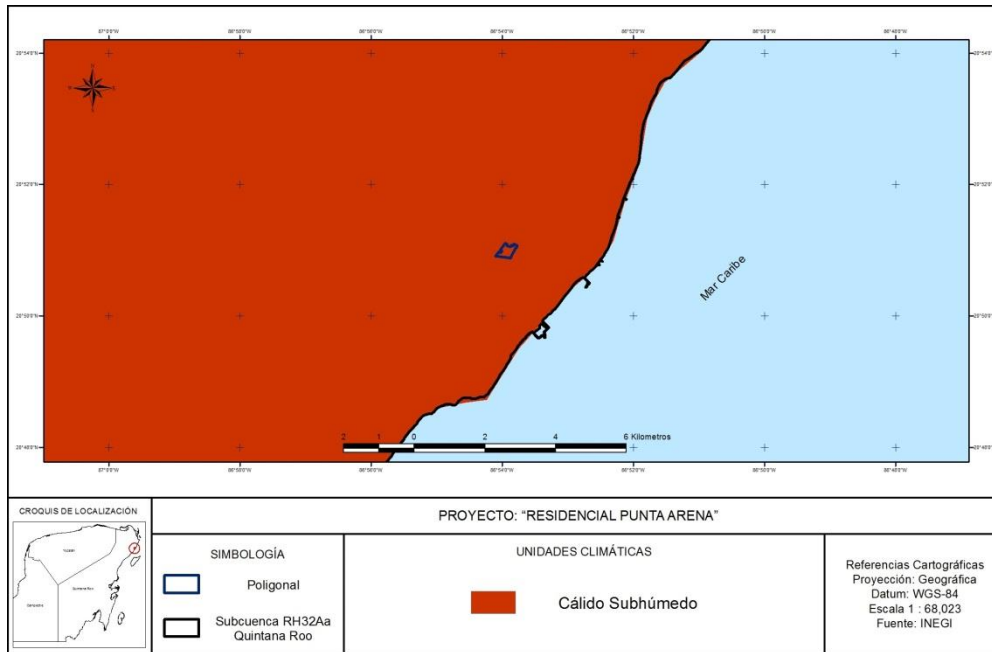 87°0'0"W 86°58'0"W 86°56'0"W 86°54'0"W 86°52'0"W 86°50'0"W 86°48'0"W
20°54'0"N 20°54'0"N
20°52'0"N 20°52'0"N
Mar Caribe
20°50'0"N 20°50'0"N
2 1 0 2 4 6 Kilometros
20°48'0"N 20°48'0"N
87°0'0"W 86°58'0"W 86°56'0"W 86°54'0"W 86°52'0"W 86°50'0"W 86°48'0"W
CROQUIS DE LOCALIZACIÓN
Yucatán
Quintana Roo
Campeche
PROYECTO: "RESIDENCIAL PUNTA ARENA"
SIMBOLOGÍA
Poligonal
Subcuenca RH32Aa
Quintana Roo
UNIDADES CLIMÁTICAS
Cálido Subhúmedo
Referencias Cartográficas
Proyección: Geográfica
Datum: WGS-84
Escala 1 : 68,023
Fuente: INEGI